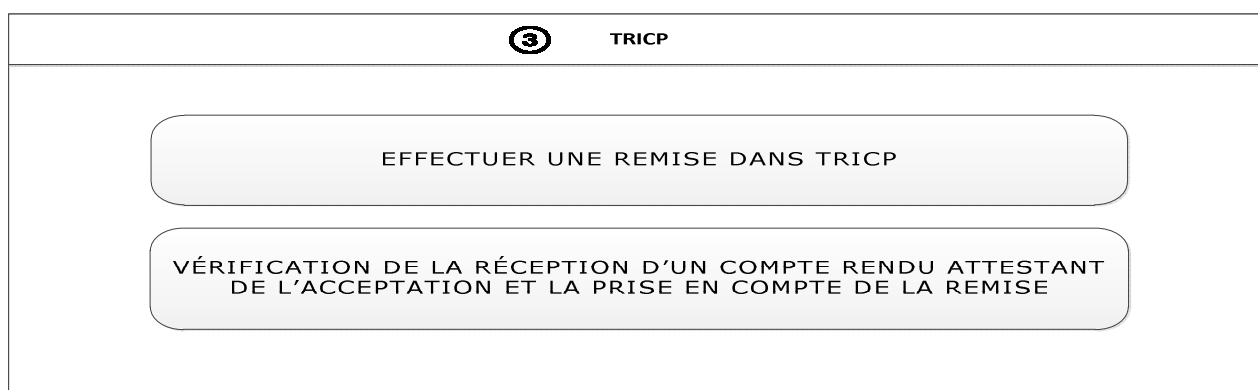 ③ TRICP
EFFECTUER UNE REMISE DANS TRICP
VÉRIFICATION DE LA RÉCEPTION D’UN COMPTE RENDU ATTESTANT
DE L’ACCEPTATION ET LA PRISE EN COMPTE DE LA REMISE